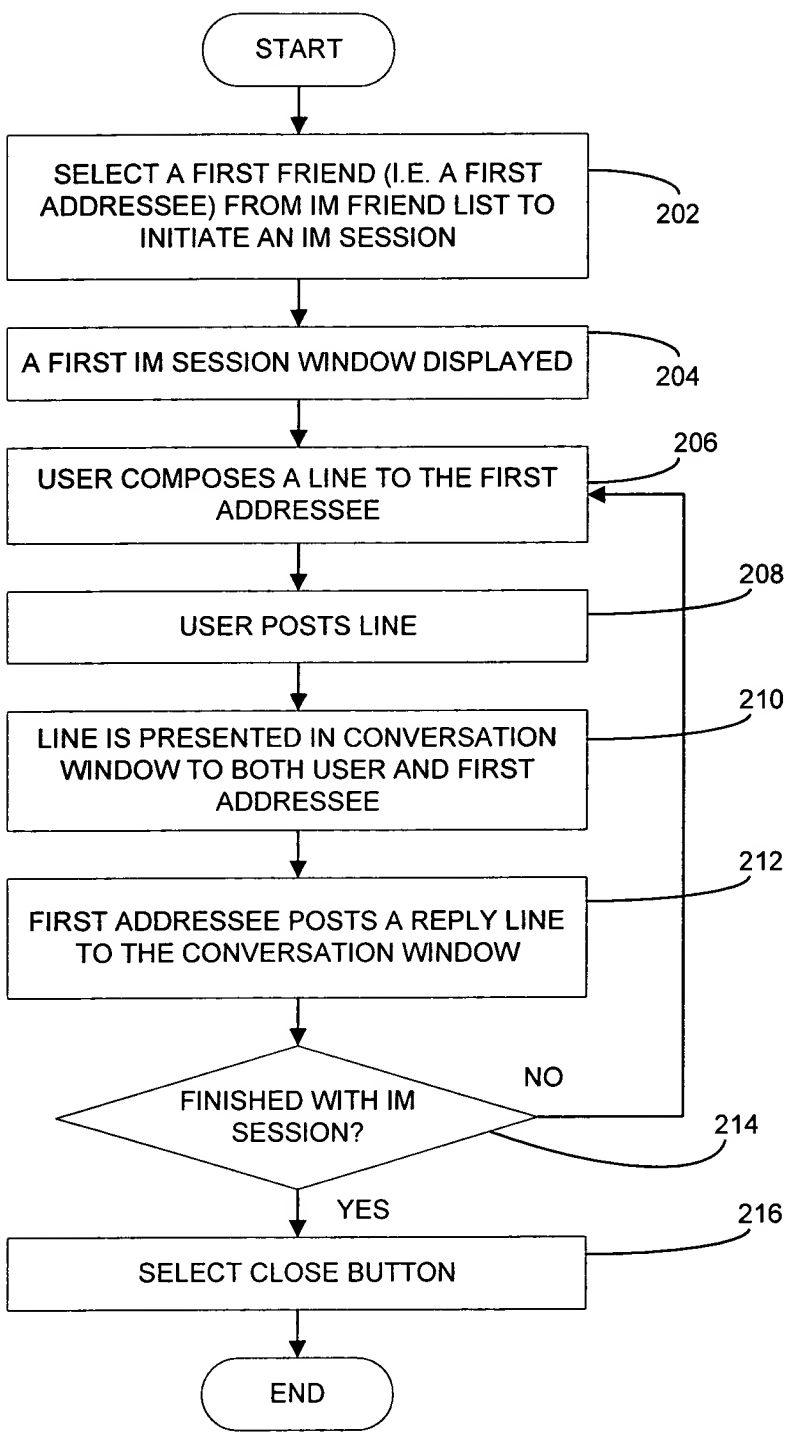 START
SELECT A FIRST FRIEND (I.E. A FIRST
ADDRESSEE) FROM IM FRIEND LIST TO
INITIATE AN IM SESSION
202
A FIRST IM SESSION WINDOW DISPLAYED
204
206
USER COMPOSES A LINE TO THE FIRST
ADDRESSEE
208
USER POSTS LINE
210
LINE IS PRESENTED IN CONVERSATION
WINDOW TO BOTH USER AND FIRST
ADDRESSEE
212
FIRST ADDRESSEE POSTS A REPLY LINE
TO THE CONVERSATION WINDOW
NO
FINISHED WITH IM
SESSION?
214
YES
216
SELECT CLOSE BUTTON
END